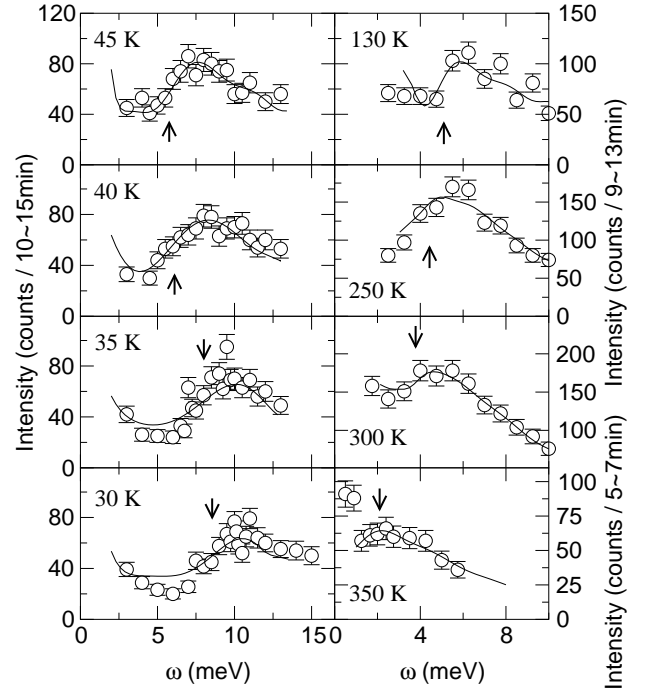 120
80
40
0
45 K
150
100
50
0
130 K
80
40
0
40 K
150
100
50
0
250 K
80
40
0
35 K
200
150
100
50
300 K
80
40
0
30 K
100
75
50
25
0
350 K
0 5 10 15
4 8
ω (meV)
ω (meV)
Intensity (counts / 10~15min)
Intensity (counts / 9~13min)
Intensity (counts / 5~7min)